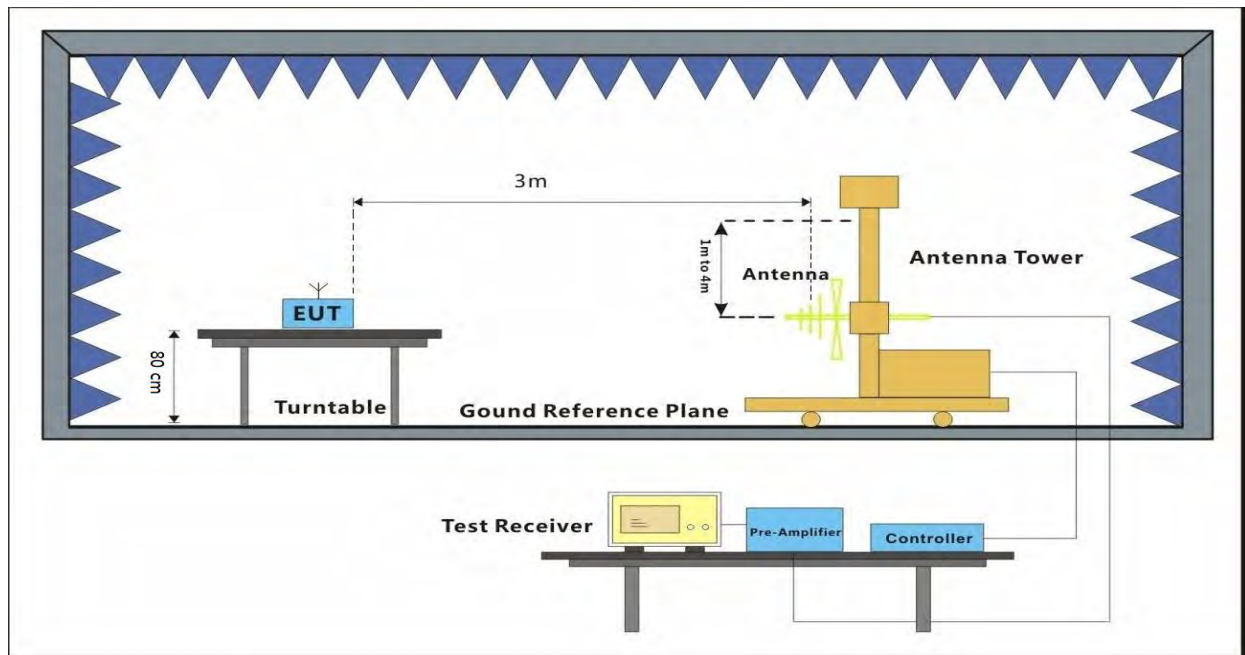 3m
1m to 4m
Antenna
Antenna Tower
EUT
80 cm
Turntable
Gound Reference Plane
Test Receiver
Pre-Amplifier
Controller